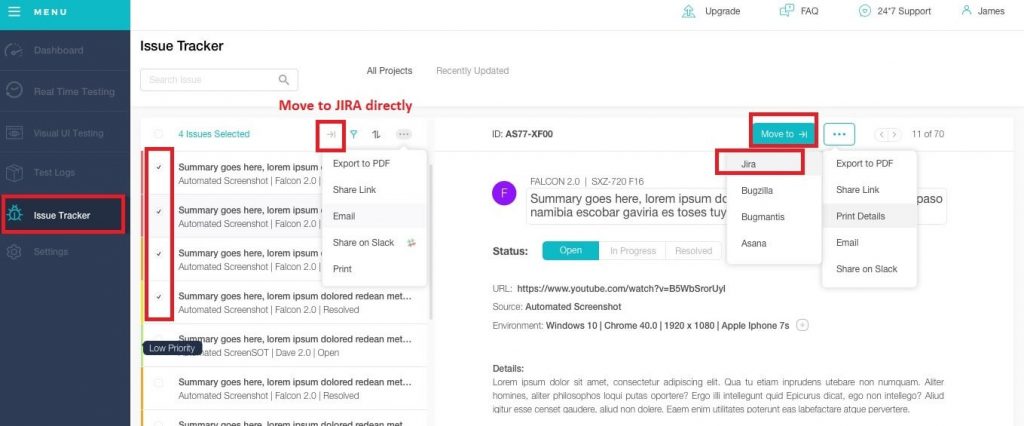 MENU
Upgrade
FAQ
24*7 Support
James
Dashboard
Real Time Testing
Visual UI Testing
Test Logs
Issue Tracker
Settings
Issue Tracker
Search Issue
All Projects
Recently Updated
Move to JIRA directly
4 Issues Selected
Summary goes here, lorem ipsum d
Automated Screenshot | Falcon 2.0 |
Summary goes here, lorem ipsum d
Automated Screenshot | Falcon 2.0 |
Summary goes here, lorem ipsum d
Automated Screenshot | Falcon 2.0 |
Summary goes here, lorem ipsum dolored redean met...
Automated Screenshot | Falcon 2.0 | Resolved
Summary goes here, lorem ipsum dolored redean met...
Low Priority
Automated ScreenSOT | Dave 2.0 | Open
Summary goes here, lorem ipsum dolored redean met...
Automated Screenshot | Falcon 2.0 | Resolved
Summary goes here, lorem ipsum dolored redean met...
Export to PDF
Share Link
Email
Share on Slack
Print
ID: AS77-XF00
Move to
11 of 70
Jira
Bugzilla
Bugmantis
Asana
Export to PDF
Share Link
Print Details
Email
Share on Slack
F
FALCON 2.0 | SXZ-720 F16
Summary goes here, lorem ipsum do
paso
namibia escobar gaviria es toses tuy
Status:
Open
In Progress
Resolved
URL: https://www.youtube.com/watch?v=B5WbSrorUyI
Source: Automated Screenshot
Environment: Windows 10 | Chrome 40.0 | 1920 x 1080 | Apple Iphone 7s
Details:
Lorem ipsum dolor sit amet, consectetur adipiscing elit. Qua tu etiam inprudens utebare non numquam. Aliter
homines, aliter philosophos loqui putas oportere? Ergo illi intellegunt quid Epicurus dicat, ego non intellego? Aliud
igitur esse censet gaudere, aliud non dolere. Eaem enim utilitates poterunt eas labefactare atque pervertere.